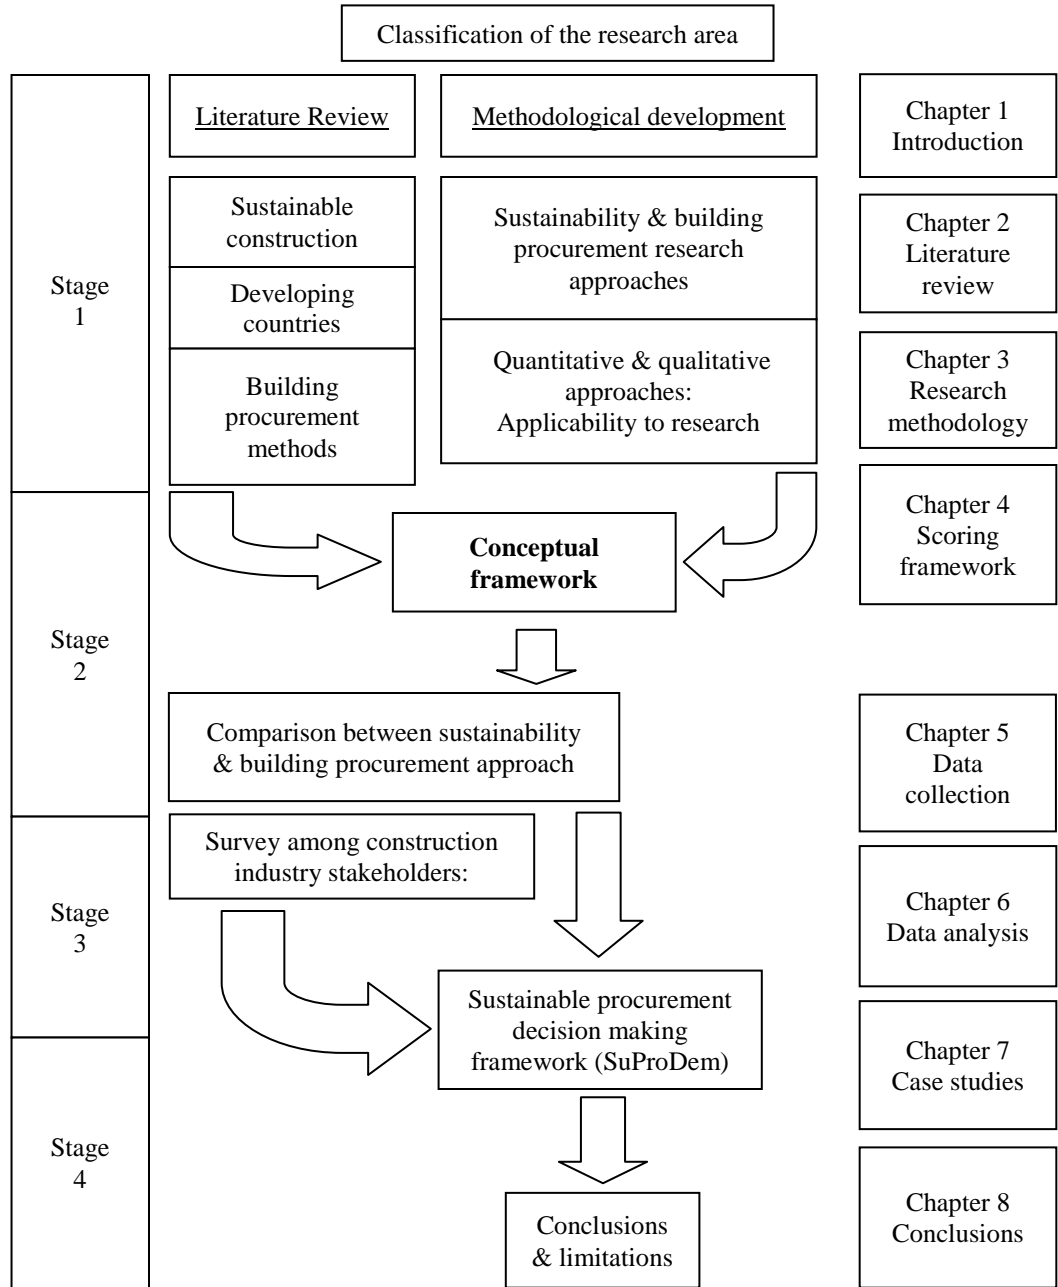 Classification of the research area
Literature Review
Methodological development
Chapter 1
Introduction
Stage
1
Sustainable
construction
Developing
countries
Building
procurement
methods
Sustainability & building
procurement research
approaches
Quantitative & qualitative
approaches:
Applicability to research
Chapter 2
Literature
review
Chapter 3
Research
methodology
Stage
2
Conceptual
framework
Chapter 4
Scoring
framework
Comparison between sustainability
& building procurement approach
Chapter 5
Data
collection
Stage
3
Survey among construction
industry stakeholders:
Chapter 6
Data analysis
Sustainable procurement
decision making
framework (SuProDem)
Chapter 7
Case studies
Stage
4
Conclusions
& limitations
Chapter 8
Conclusions